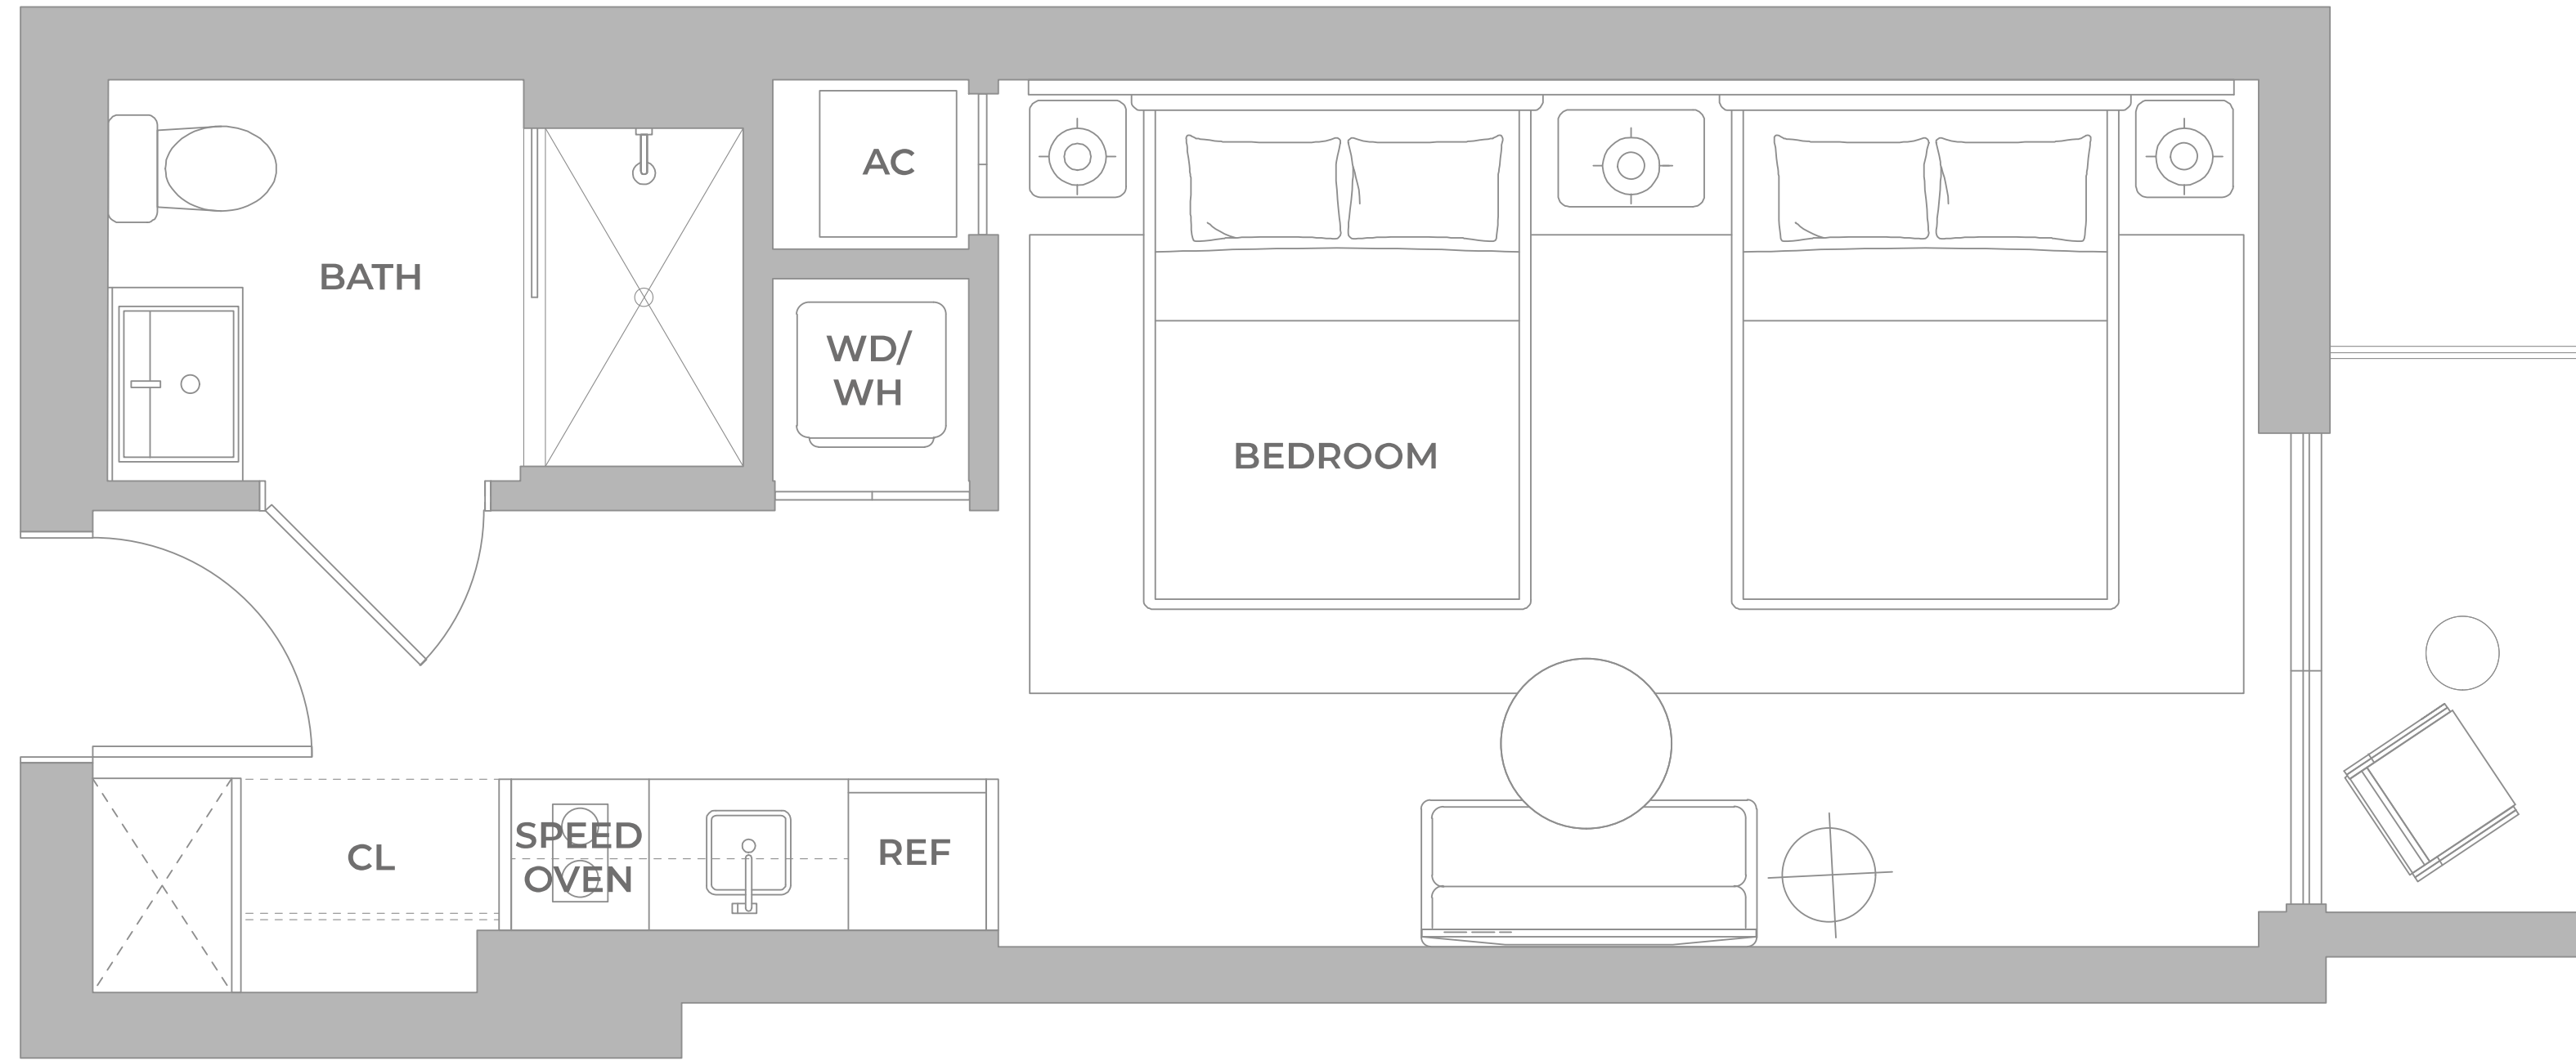 AC
BATH
WD/
WH
BEDROOM
SPEED
OVEN
CL
REF